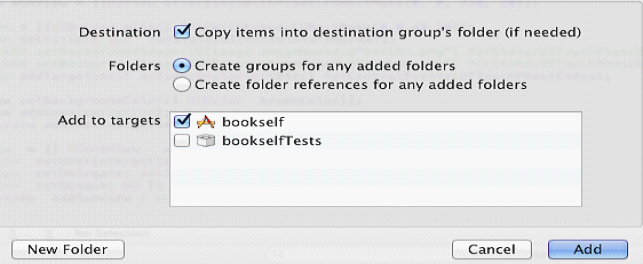 Destination Copy items into destination group's folder (if needed)
Folders Create groups for any added folders
Create folder references for any added folders
Add to targets bookself
bookselfTests
New Folder Cancel Add